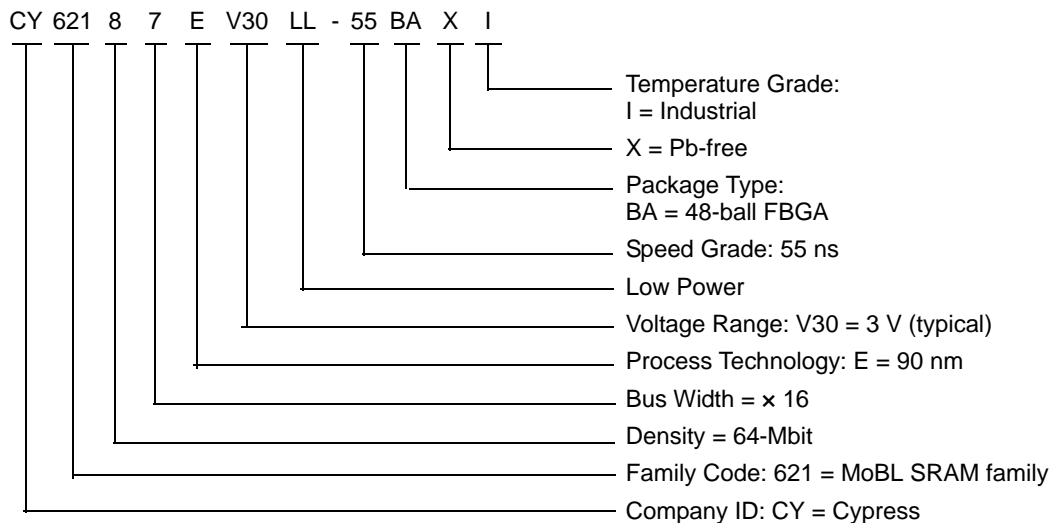 CY 621 8 7 E V30 LL - 55 BA X I
Temperature Grade:
I = Industrial
X = Pb-free
Package Type:
BA = 48-ball FBGA
Speed Grade: 55 ns
Low Power
Voltage Range: V30 = 3 V (typical)
Process Technology: E = 90 nm
Bus Width = × 16
Density = 64-Mbit
Family Code: 621 = MoBL SRAM family
Company ID: CY = Cypress